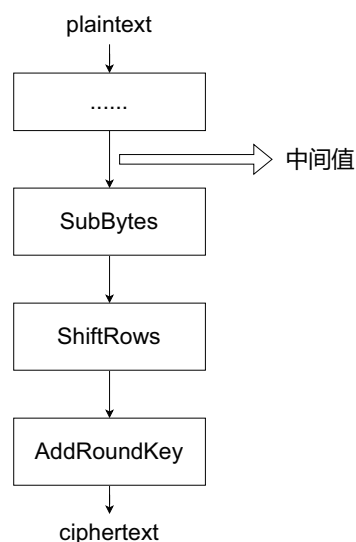 plaintext
......
中间值
SubBytes
ShiftRows
AddRoundKey
ciphertext